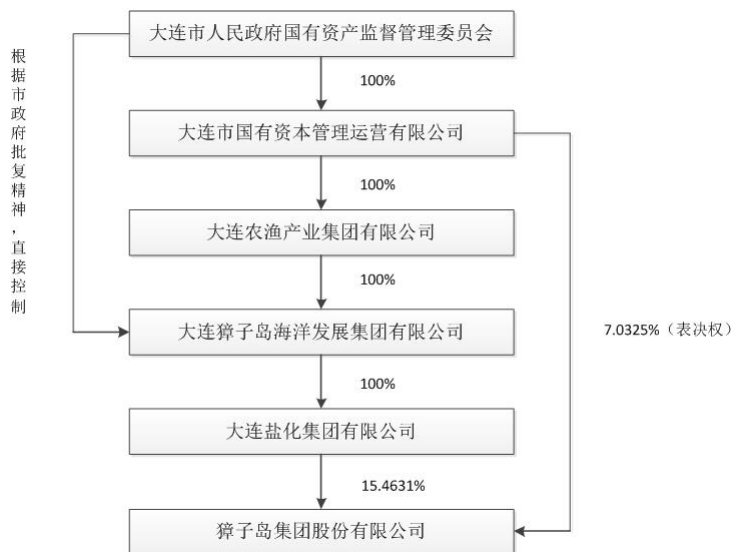 大连市人民政府国有资产监督管理委员会
根据市政府批复精神，直接控制
100%
大连市国有资本管理运营有限公司
100%
大连农渔产业集团有限公司
100%
大连獐子岛海洋发展集团有限公司
7.0325%（表决权）
100%
大连盐化集团有限公司
15.4631%
獐子岛集团股份有限公司